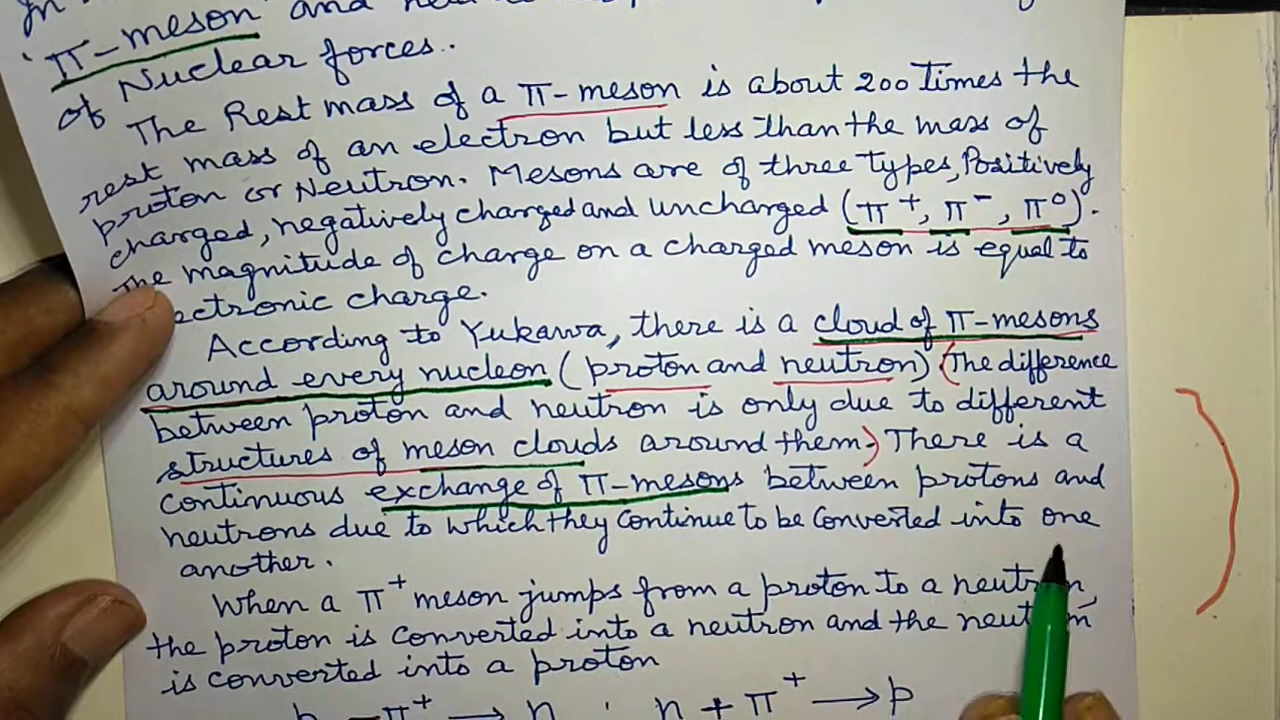 In
'π-meson' and
of Nuclear forces..
The Rest mass of a π-meson is about 200 Times the
rest mass of an electron but less than the mass of
proton or Neutron. Mesons are of three types, Positively
charged, negatively charged and uncharged (π⁺, π⁻, π⁰).
The magnitude of charge on a charged meson is equal to
ectronic charge.
According to Yukawa, there is a cloud of π-mesons
around every nucleon (proton and neutron) (The difference
between proton and neutron is only due to different
structures of meson clouds around them) There is a
continuous exchange of π-mesons between protons and
neutrons due to which they Continue to be Converted into one
another.
When a π⁺ meson jumps from a proton to a neutron,
the proton is converted into a neutron and the neutron
is converted into a proton
p - π⁺ → n , n + π⁺ → p